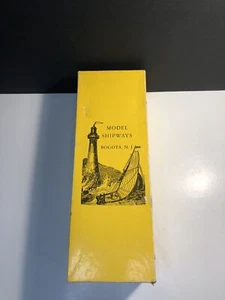 MODEL
SHIPWAYS
BOGOTA, N. J.